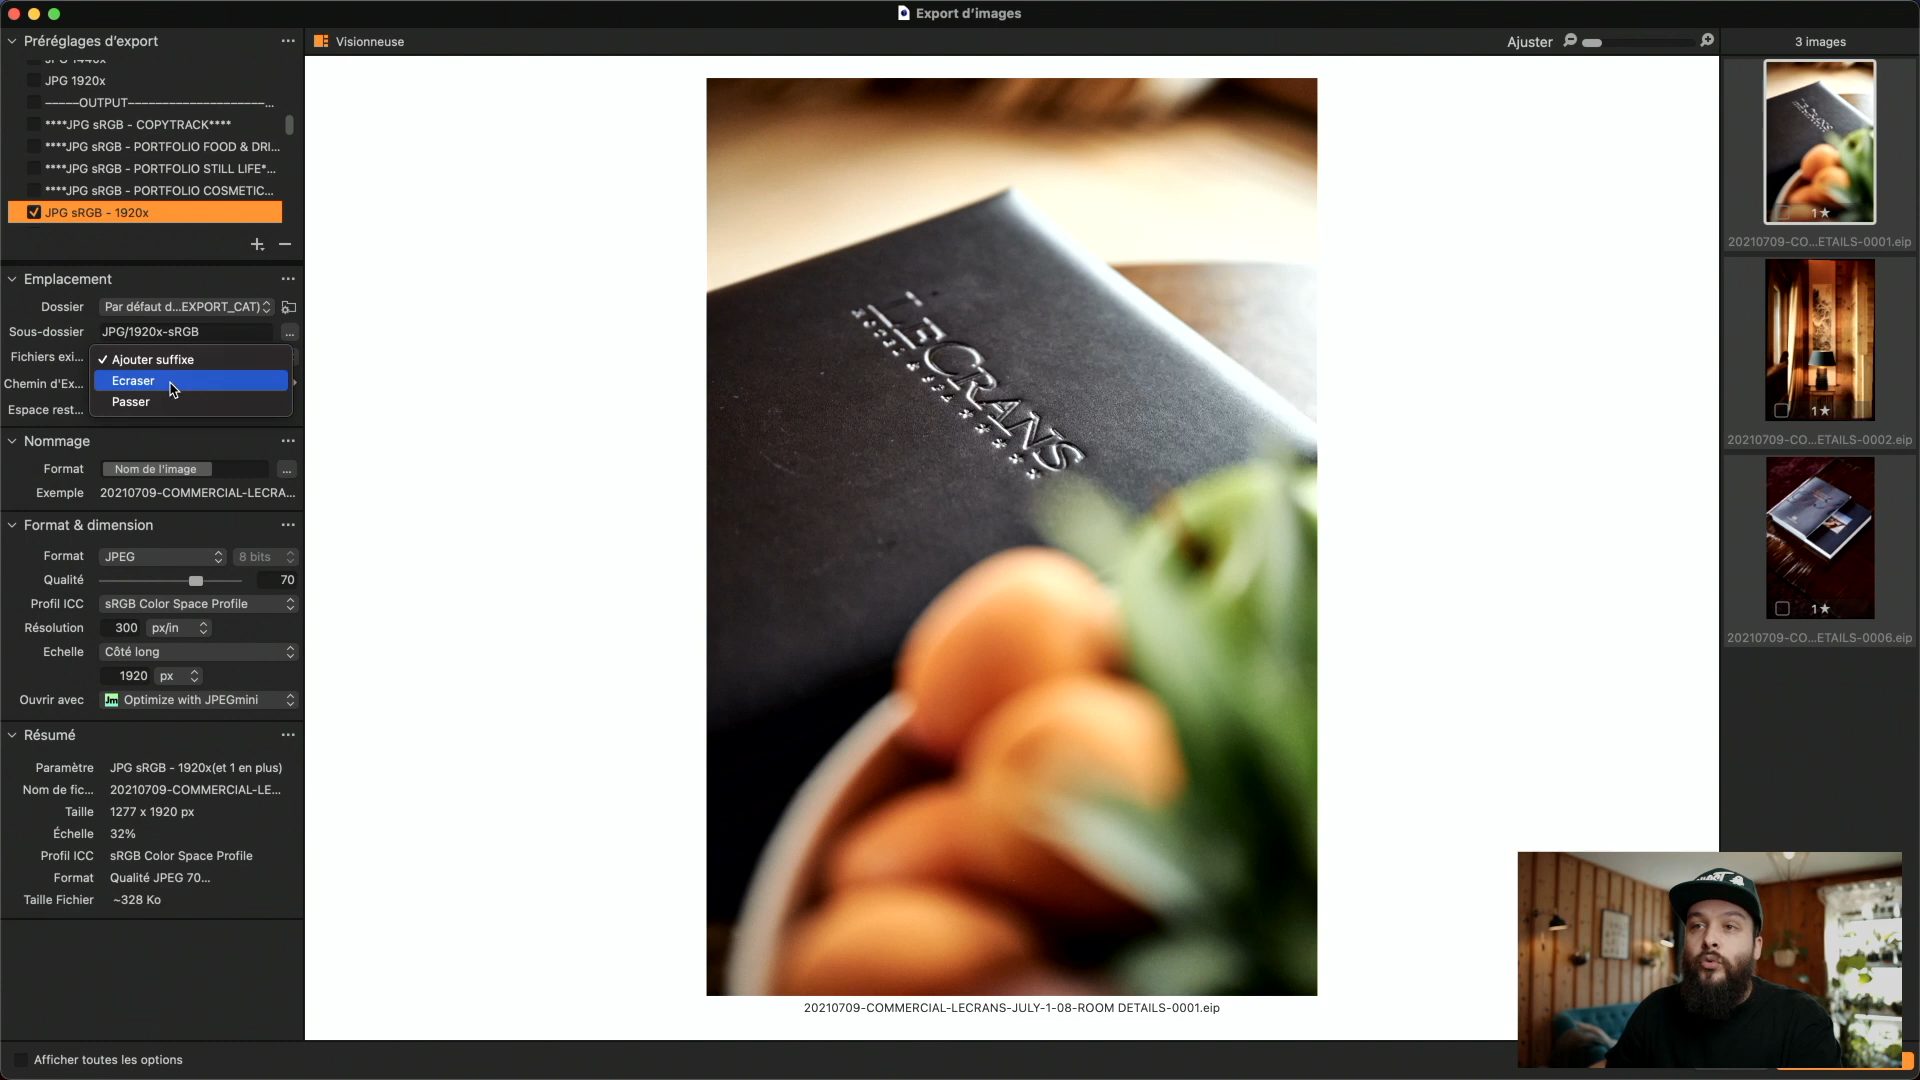 Export d'images
Préréglages d'export
JPG 1920x
-----OUTPUT--------------------...
****JPG sRGB - COPYTRACK****
****JPG sRGB - PORTFOLIO FOOD & DRI...
****JPG sRGB - PORTFOLIO STILL LIFE*...
****JPG sRGB - PORTFOLIO COSMETIC...
JPG sRGB - 1920x
Emplacement
Dossier Par défaut d...EXPORT_CAT)
Sous-dossier JPG/1920x-sRGB
Fichiers exi...
Ajouter suffixe
Ecraser
Passer
Chemin d'Ex...
Espace rest...
Nommage
Format Nom de l'image
Exemple 20210709-COMMERCIAL-LECRA...
Format & dimension
Format JPEG 8 bits
Qualité 70
Profil ICC sRGB Color Space Profile
Résolution 300 px/in
Echelle Côté long
1920 px
Ouvrir avec Jm Optimize with JPEGmini
Résumé
Paramètre JPG sRGB - 1920x(et 1 en plus)
Nom de fic... 20210709-COMMERCIAL-LE...
Taille 1277 x 1920 px
Échelle 32%
Profil ICC sRGB Color Space Profile
Format Qualité JPEG 70...
Taille Fichier ~328 Ko
Afficher toutes les options
Visionneuse
Ajuster
LECRANS
20210709-COMMERCIAL-LECRANS-JULY-1-08-ROOM DETAILS-0001.eip
3 images
1★
20210709-CO...ETAILS-0001.eip
1★
20210709-CO...ETAILS-0002.eip
1★
20210709-CO...ETAILS-0006.eip